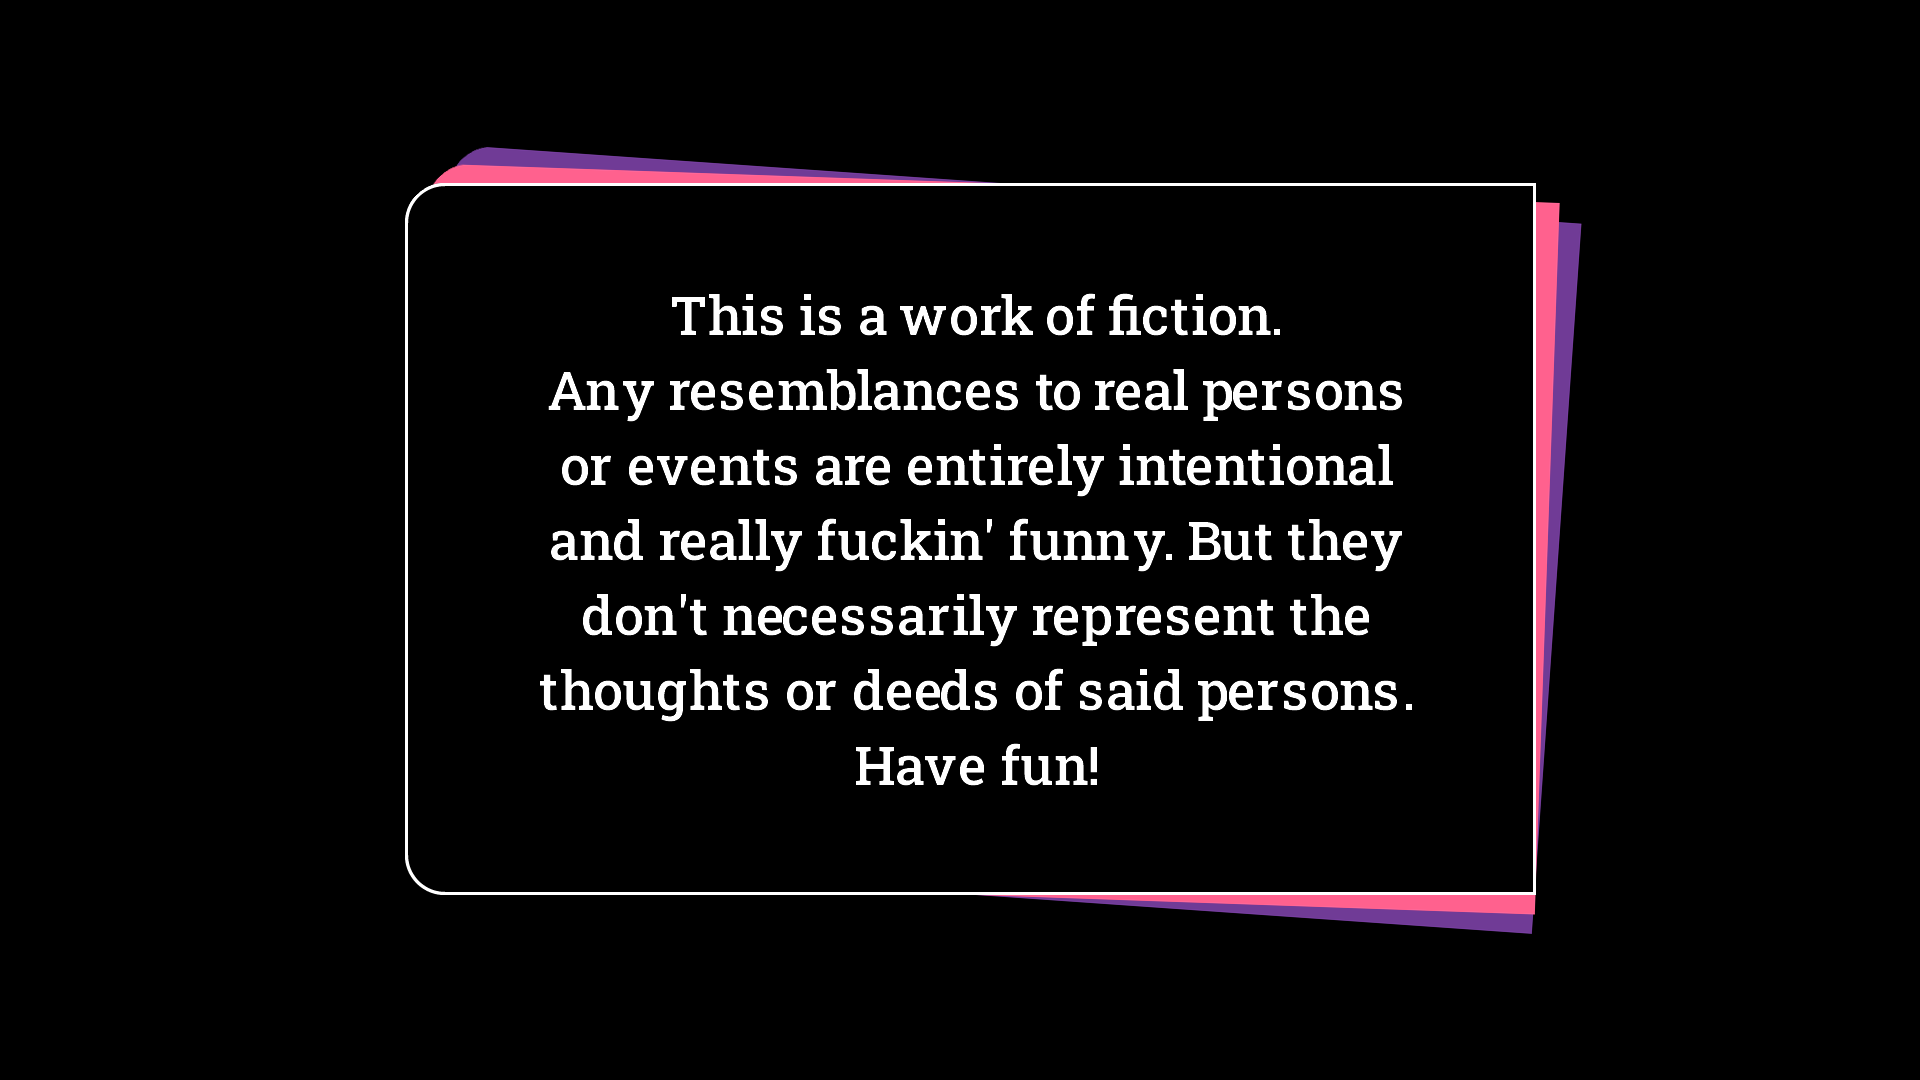 This is a work of fiction.
Any resemblances to real persons
or events are entirely intentional
and really fuckin' funny. But they
don't necessarily represent the
thoughts or deeds of said persons.
Have fun!